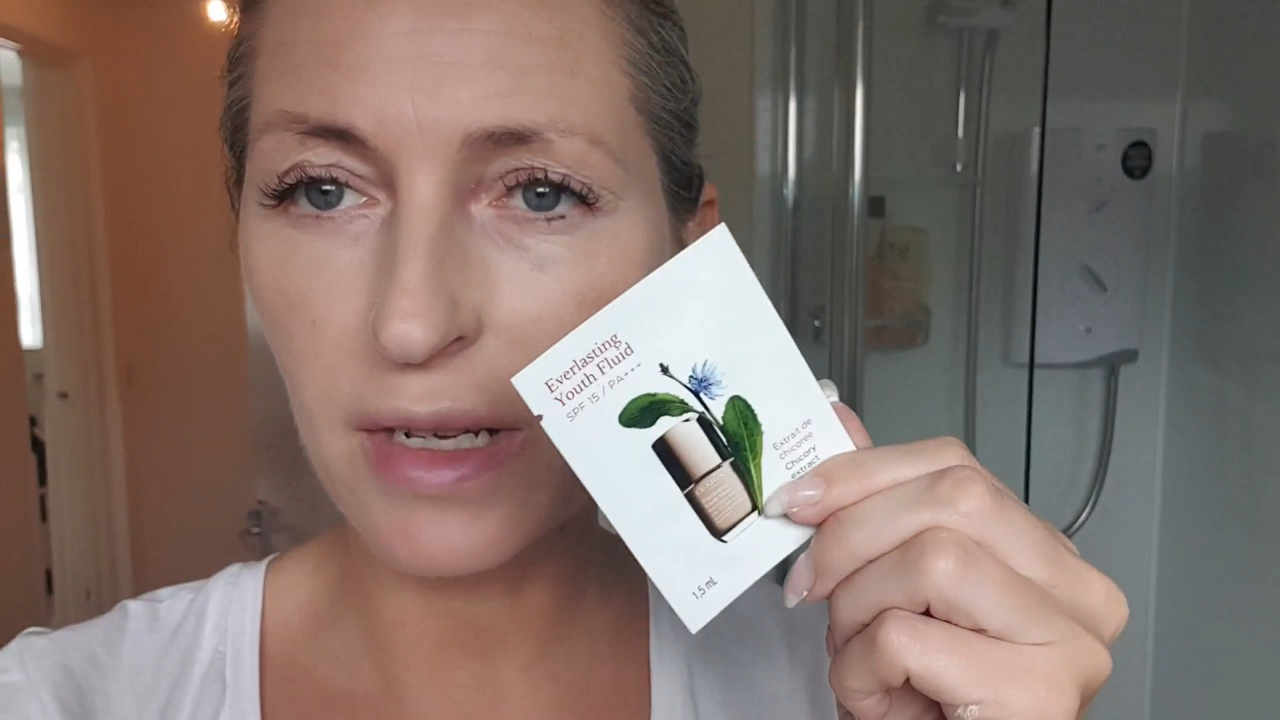 Everlasting
Youth Fluid
SPF 15 / PA+++
Extrait de
chicorée
Chicory
extract
1,5 mL